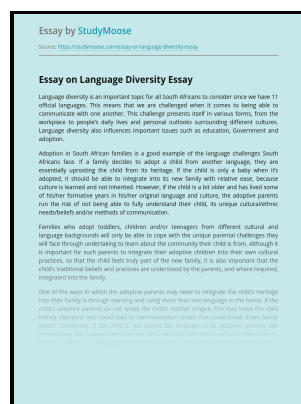 Essay by StudyMoose
Source: https://studymoose.com/essay-on-language-diversity-essay
Essay on Language Diversity Essay
Language diversity is an important topic for all South Africans to consider since we have 11
official languages. This means that we are challenged when it comes to being able to
communicate with one another. This challenge presents itself in various forms, from the
workplace to people's daily lives and personal outlooks surrounding different cultures.
Language diversity also influences important issues such as education, Government and
adoption.
Adoption in South African families is a good example of the language challenges South
Africans face. If a family decides to adopt a child from another language, they are
essentially uprooting the child from its heritage. If the child is only a baby when it's
adopted, it should be able to integrate into its new family with relative ease, because
culture is learned and not inherited. However, if the child is a bit older and has lived some
of his/her formative years in his/her original language and culture, the adoptive parents
run the risk of not being able to fully understand their child, its unique cultural/ethnic
needs/beliefs and/or methods of communication.
Families who adopt toddlers, children and/or teenagers from different cultural and
language backgrounds will only be able to cope with the unique parental challenges they
will face through undertaking to learn about the community their child is from. Although it
is important for such parents to integrate their adoptive children into their own cultural
practices, so that the child feels truly part of the new family, it is also important that the
child's traditional beliefs and practices are understood by the parents, and where required,
integrated into the family.
One of the ways in which the adoptive parents may need to integrate the child's heritage
into their family is through learning and using more than one language in the home. If the
child's adoptive parents do not speak the child's mother tongue, this may leave the child
feeling alienated, and could lead to communication issues that could break down family
bonds. Conversely, if the child is not taught the language of its adoptive parents, the